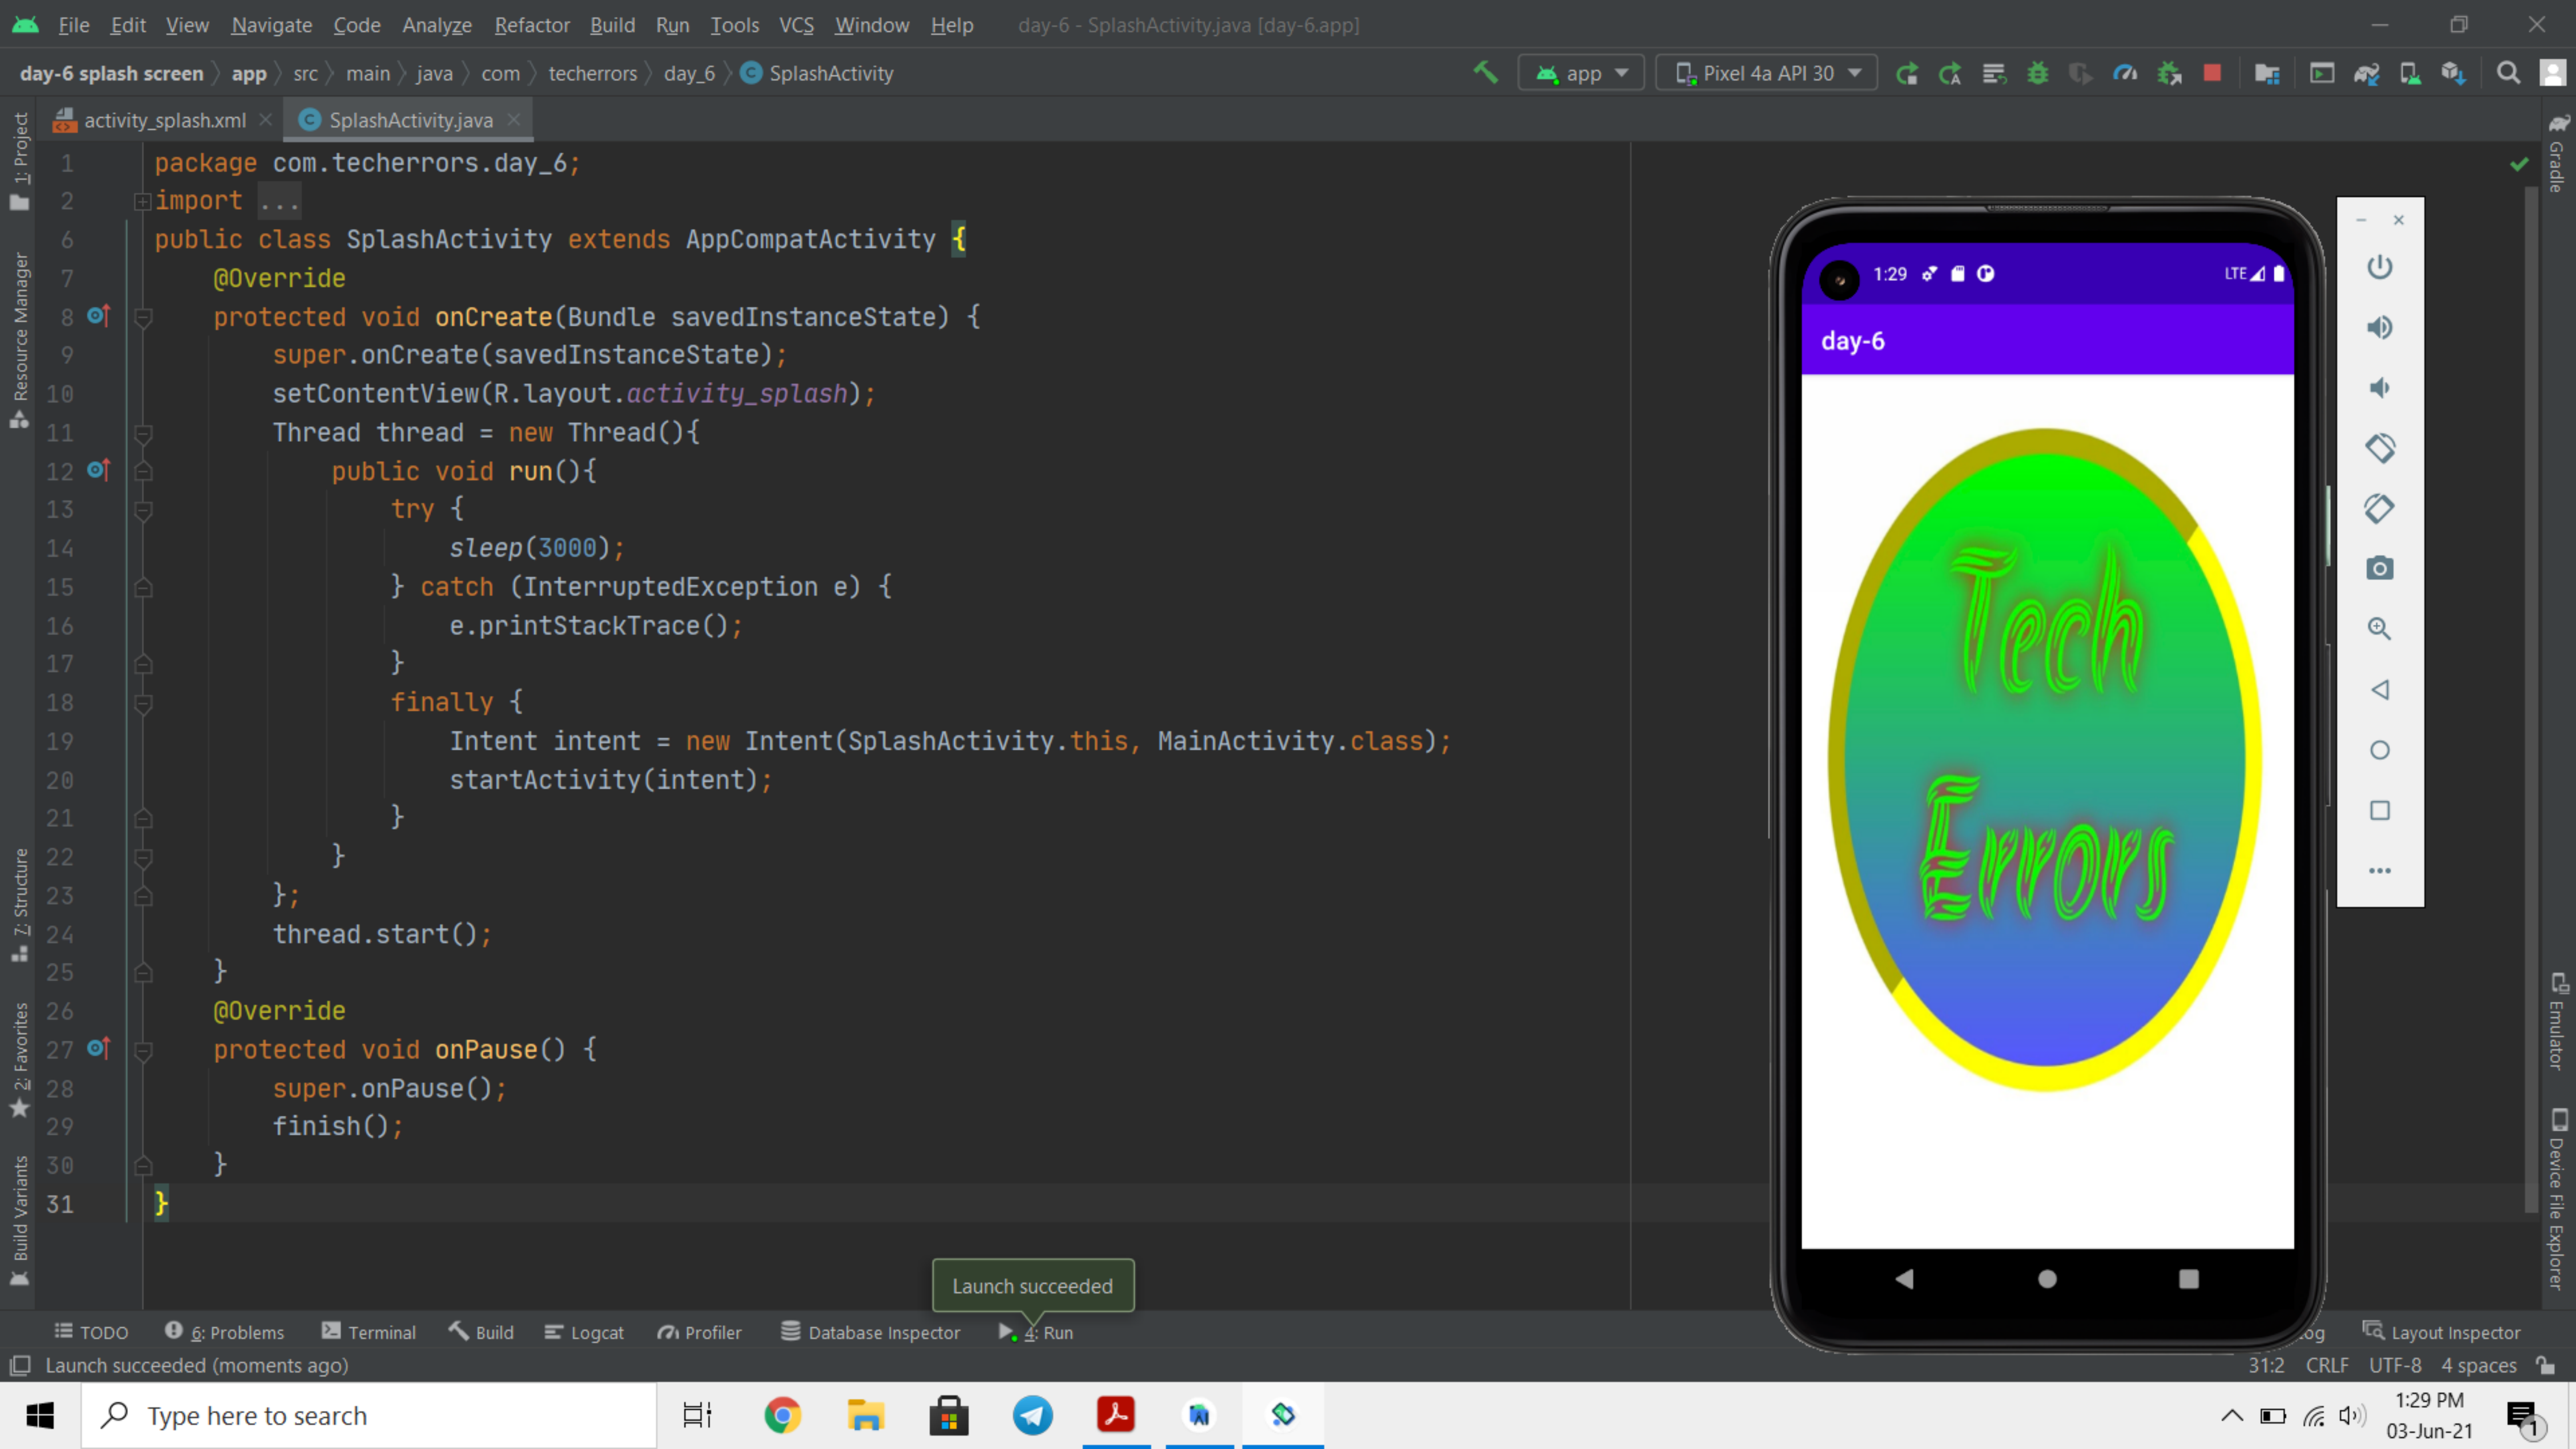 File Edit View Navigate Code Analyze Refactor Build Run Tools VCS Window Help day-6 - SplashActivity.java [day-6.app]
day-6 splash screen app src main java com techerrors day_6 C SplashActivity
app
Pixel 4a API 30
activity_splash.xml
C SplashActivity.java
1: Project
Resource Manager
7: Structure
2: Favorites
Build Variants
1 package com.techerrors.day_6;
2 import ...
6 public class SplashActivity extends AppCompatActivity {
7 @Override
8 protected void onCreate(Bundle savedInstanceState) {
9 super.onCreate(savedInstanceState);
10 setContentView(R.layout.activity_splash);
11 Thread thread = new Thread(){
12 public void run(){
13 try {
14 sleep(3000);
15 } catch (InterruptedException e) {
16 e.printStackTrace();
17 }
18 finally {
19 Intent intent = new Intent(SplashActivity.this, MainActivity.class);
20 startActivity(intent);
21 }
22 }
23 };
24 thread.start();
25 }
26 @Override
27 protected void onPause() {
28 super.onPause();
29 finish();
30 }
31 }
1:29
LTE
day-6
Tech
Errors
Gradle
Emulator
Device File Explorer
Launch succeeded
TODO 6: Problems Terminal Build Logcat Profiler Database Inspector 4: Run og Layout Inspector
Launch succeeded (moments ago)
31:2 CRLF UTF-8 4 spaces
Type here to search
1:29 PM
03-Jun-21
1